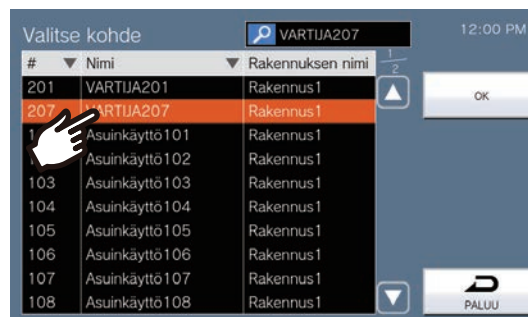 Valitse kohde VARTIJA207 12:00 PM
# Nimi Rakennuksen nimi 1/2
201 VARTIJA201 Rakennus1
207 VARTIJA207 Rakennus1
1 Asuinkäyttö101 Rakennus1
Asuinkäyttö102 Rakennus1
103 Asuinkäyttö103 Rakennus1
104 Asuinkäyttö104 Rakennus1
105 Asuinkäyttö105 Rakennus1
106 Asuinkäyttö106 Rakennus1
107 Asuinkäyttö107 Rakennus1
108 Asuinkäyttö108 Rakennus1
OK
PALUU